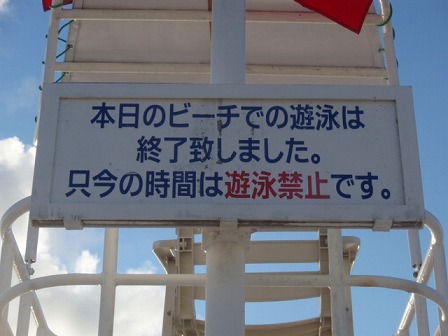 本日のビーチでの遊泳は
終了致しました。
只今の時間は遊泳禁止です。